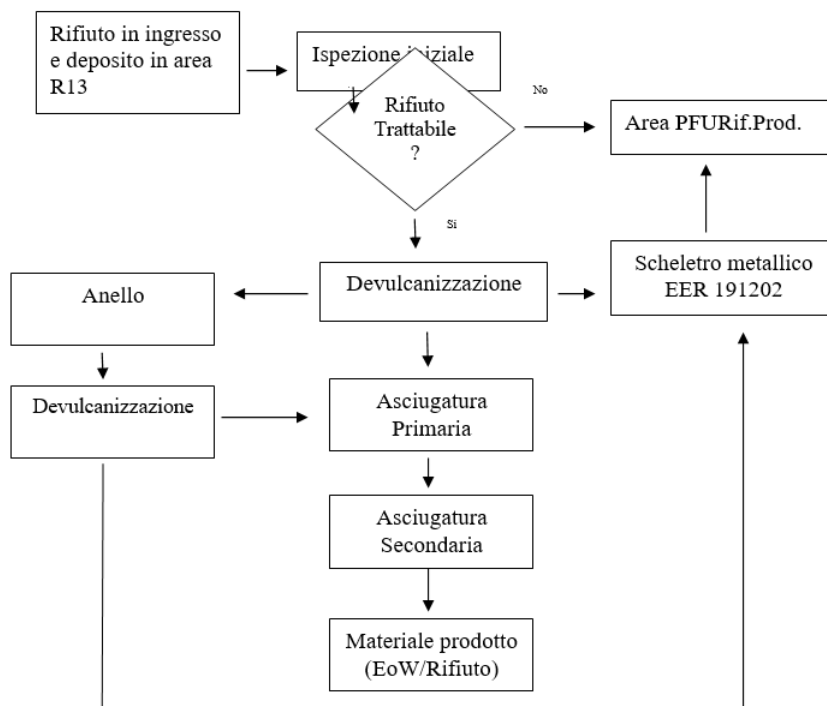 Rifiuto in ingresso
e deposito in area
R13
Ispezione iniziale
Rifiuto
Trattabile
?
No
Area PFURif.Prod.
Si
Scheletro metallico
EER 191202
Devulcanizzazione
Anello
Devulcanizzazione
Asciugatura
Primaria
Asciugatura
Secondaria
Materiale prodotto
(EoW/Rifiuto)